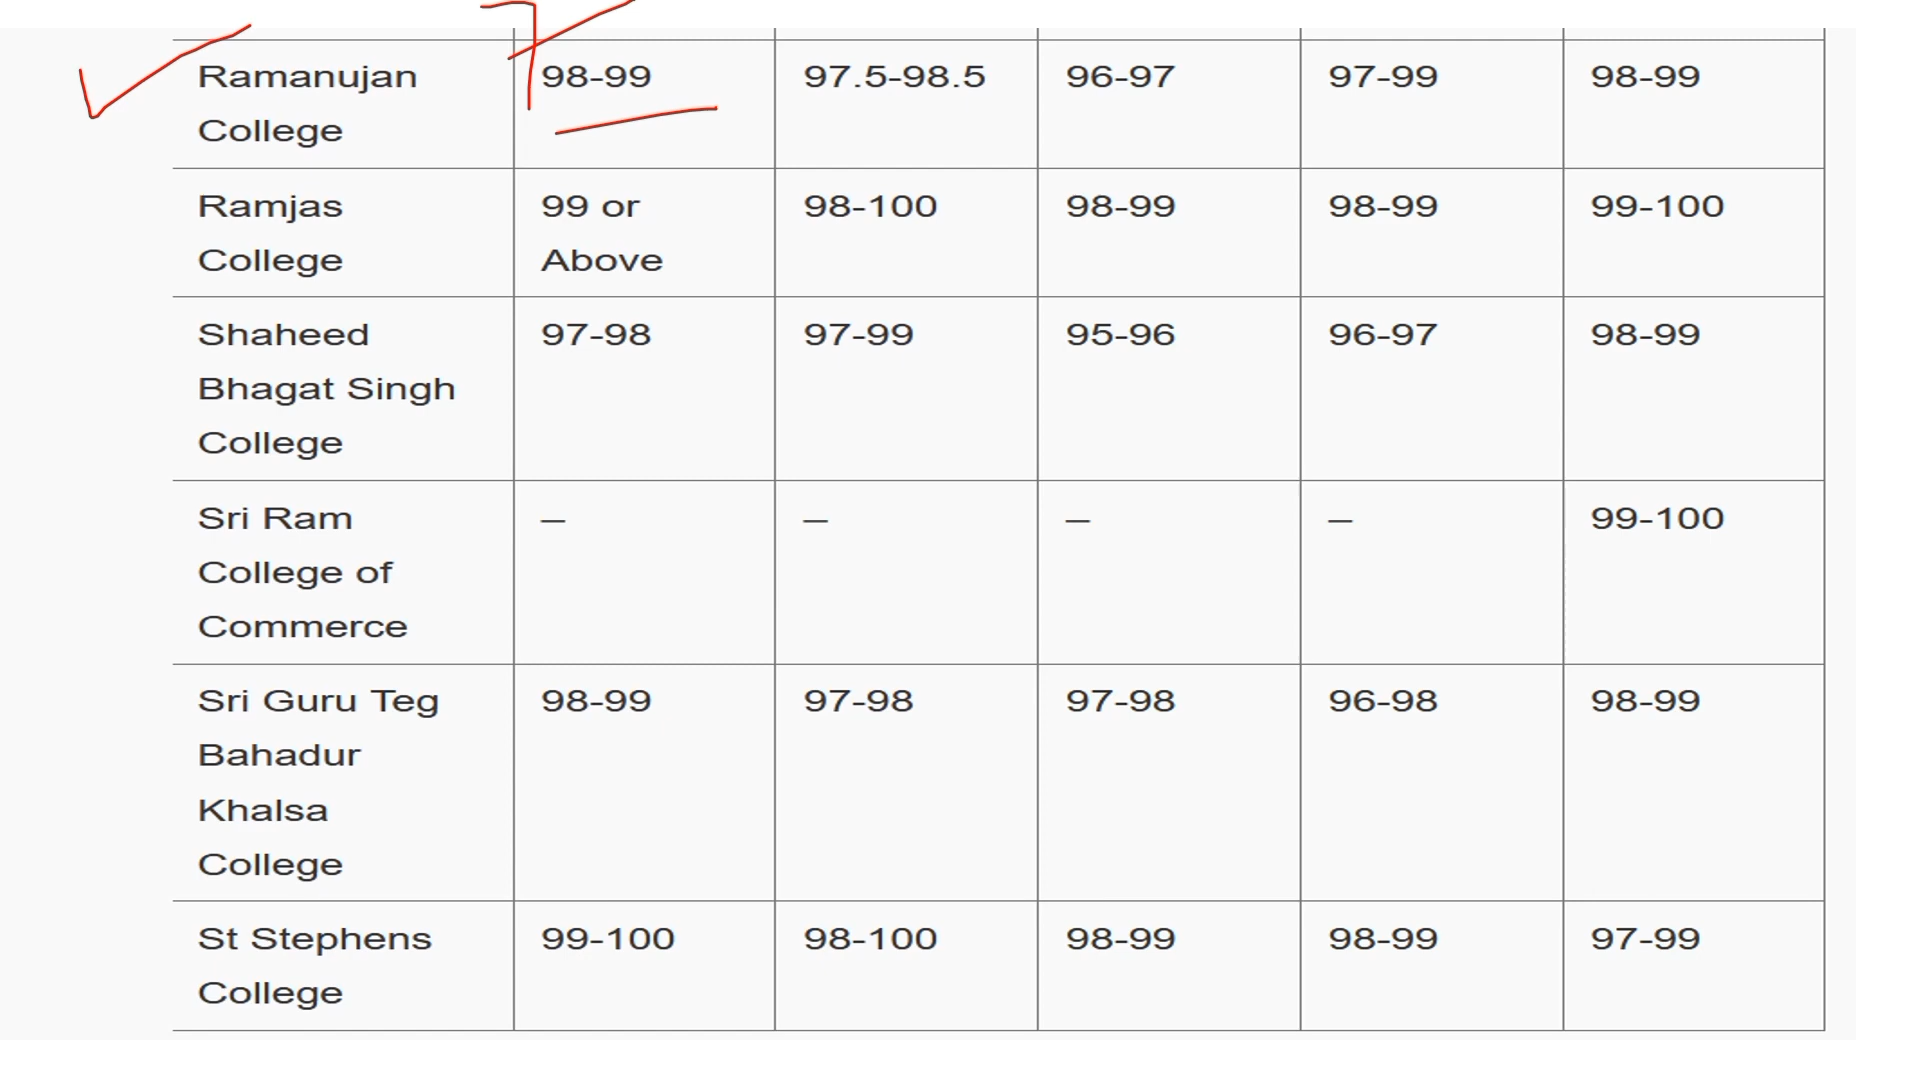 Ramanujan 98-99 97.5-98.5 96-97 97-99 98-99
College
Ramjas 99 or 98-100 98-99 98-99 99-100
College Above
Shaheed 97-98 97-99 95-96 96-97 98-99
Bhagat Singh
College
Sri Ram – – – – 99-100
College of
Commerce
Sri Guru Teg 98-99 97-98 97-98 96-98 98-99
Bahadur
Khalsa
College
St Stephens 99-100 98-100 98-99 98-99 97-99
College